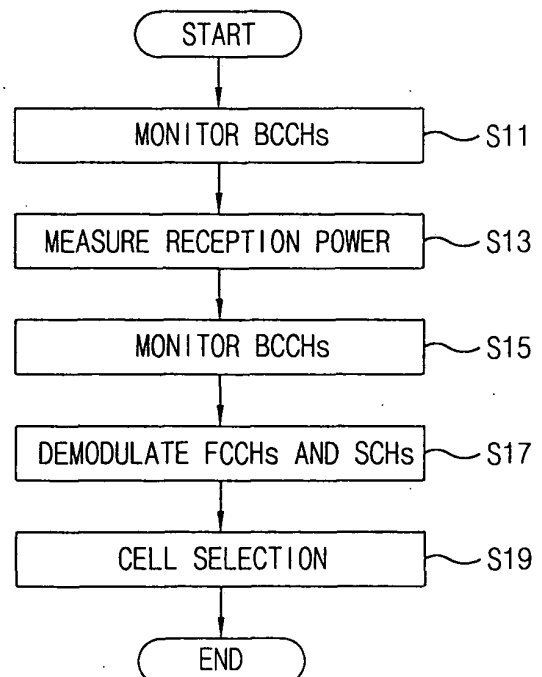 START
MONITOR BCCHs S11
MEASURE RECEPTION POWER S13
MONITOR BCCHs S15
DEMODULATE FCCHs AND SCHs S17
CELL SELECTION S19
END